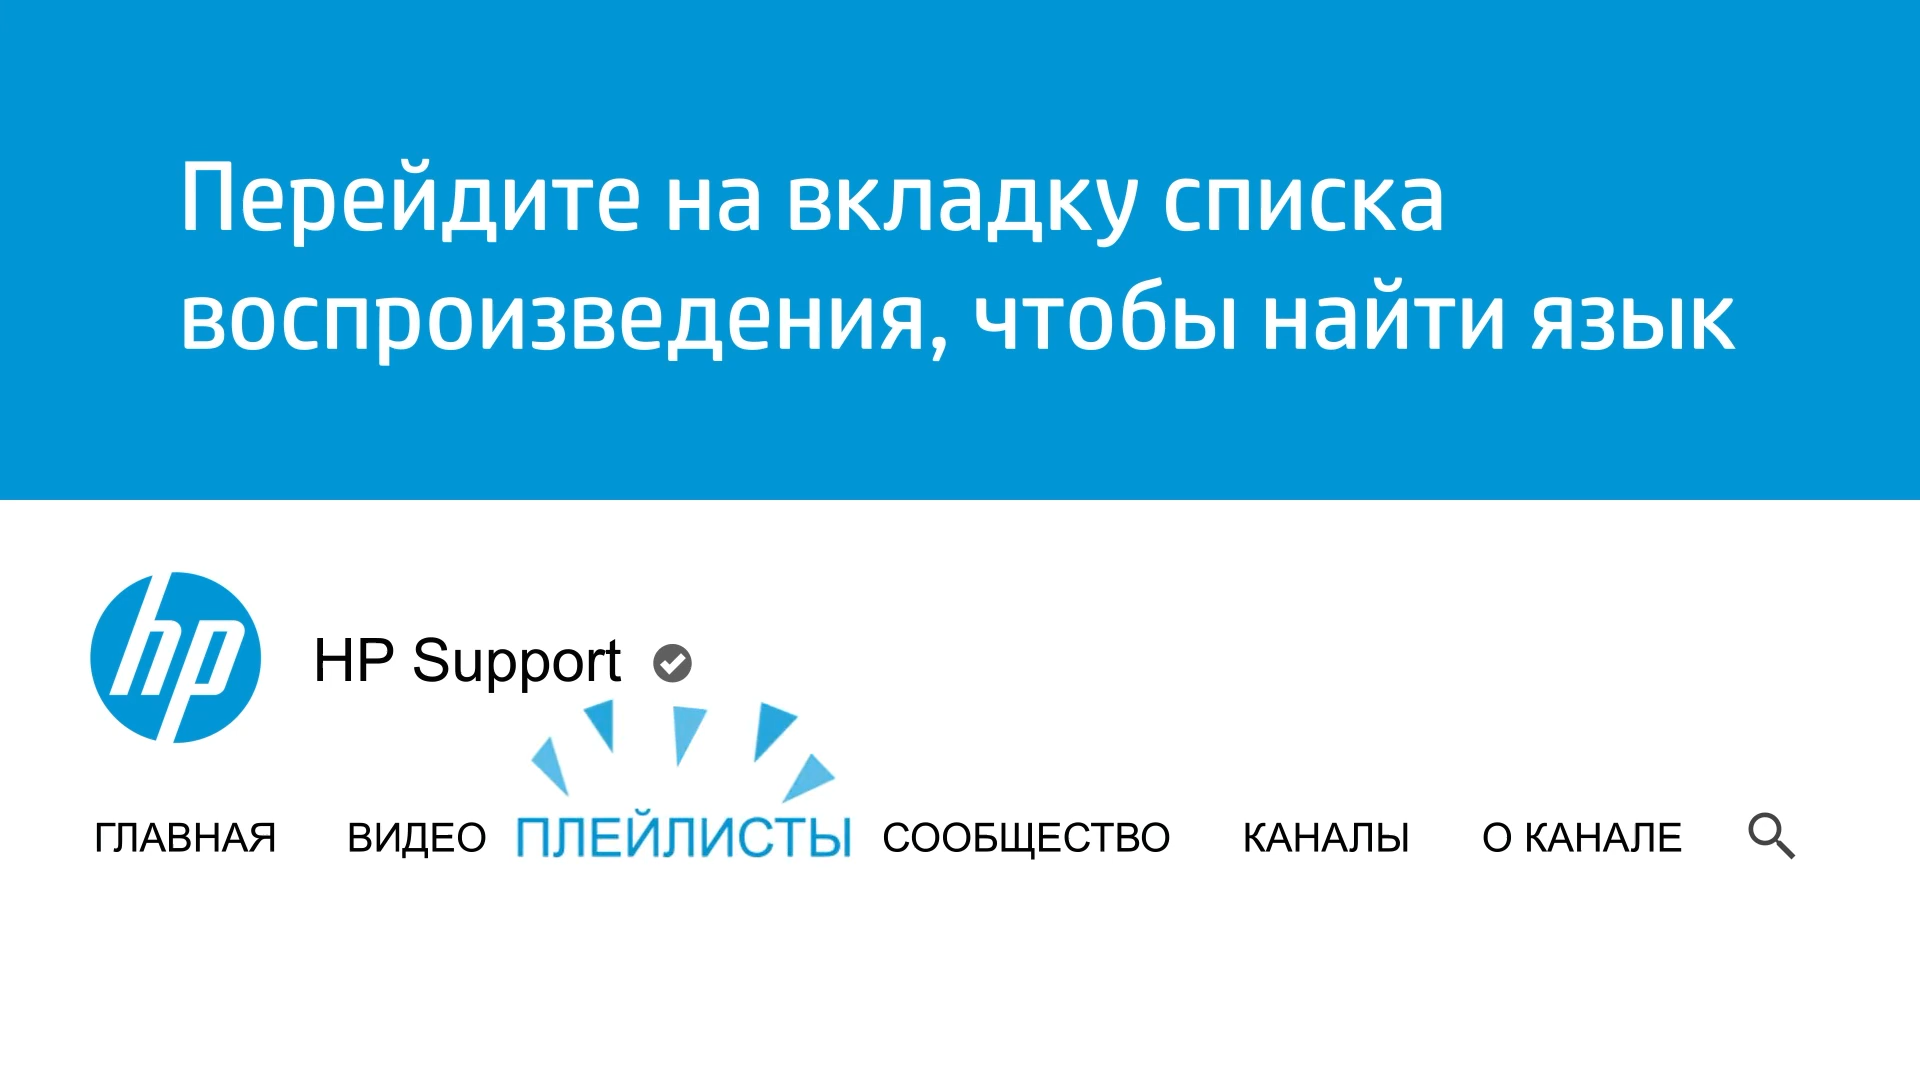 Перейдите на вкладку списка
воспроизведения, чтобы найти язык
hp
HP Support
ГЛАВНАЯ ВИДЕО ПЛЕЙЛИСТЫ СООБЩЕСТВО КАНАЛЫ О КАНАЛЕ